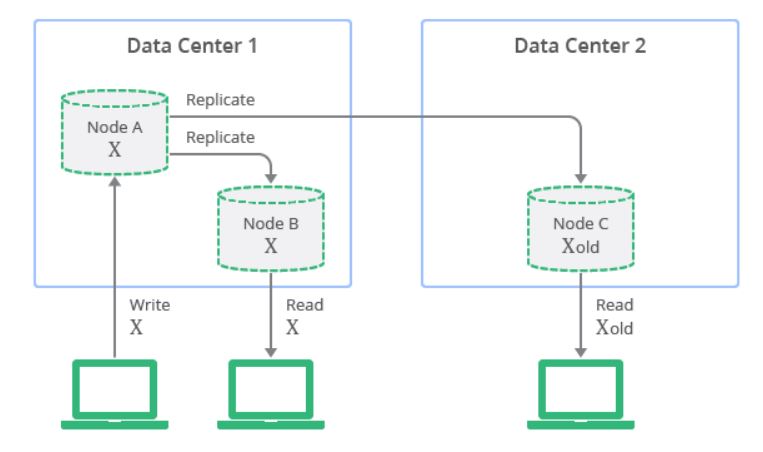 Data Center 1
Data Center 2
Replicate
Node A
X
Replicate
Node B
X
Node C
Xold
Write
X
Read
X
Read
Xold